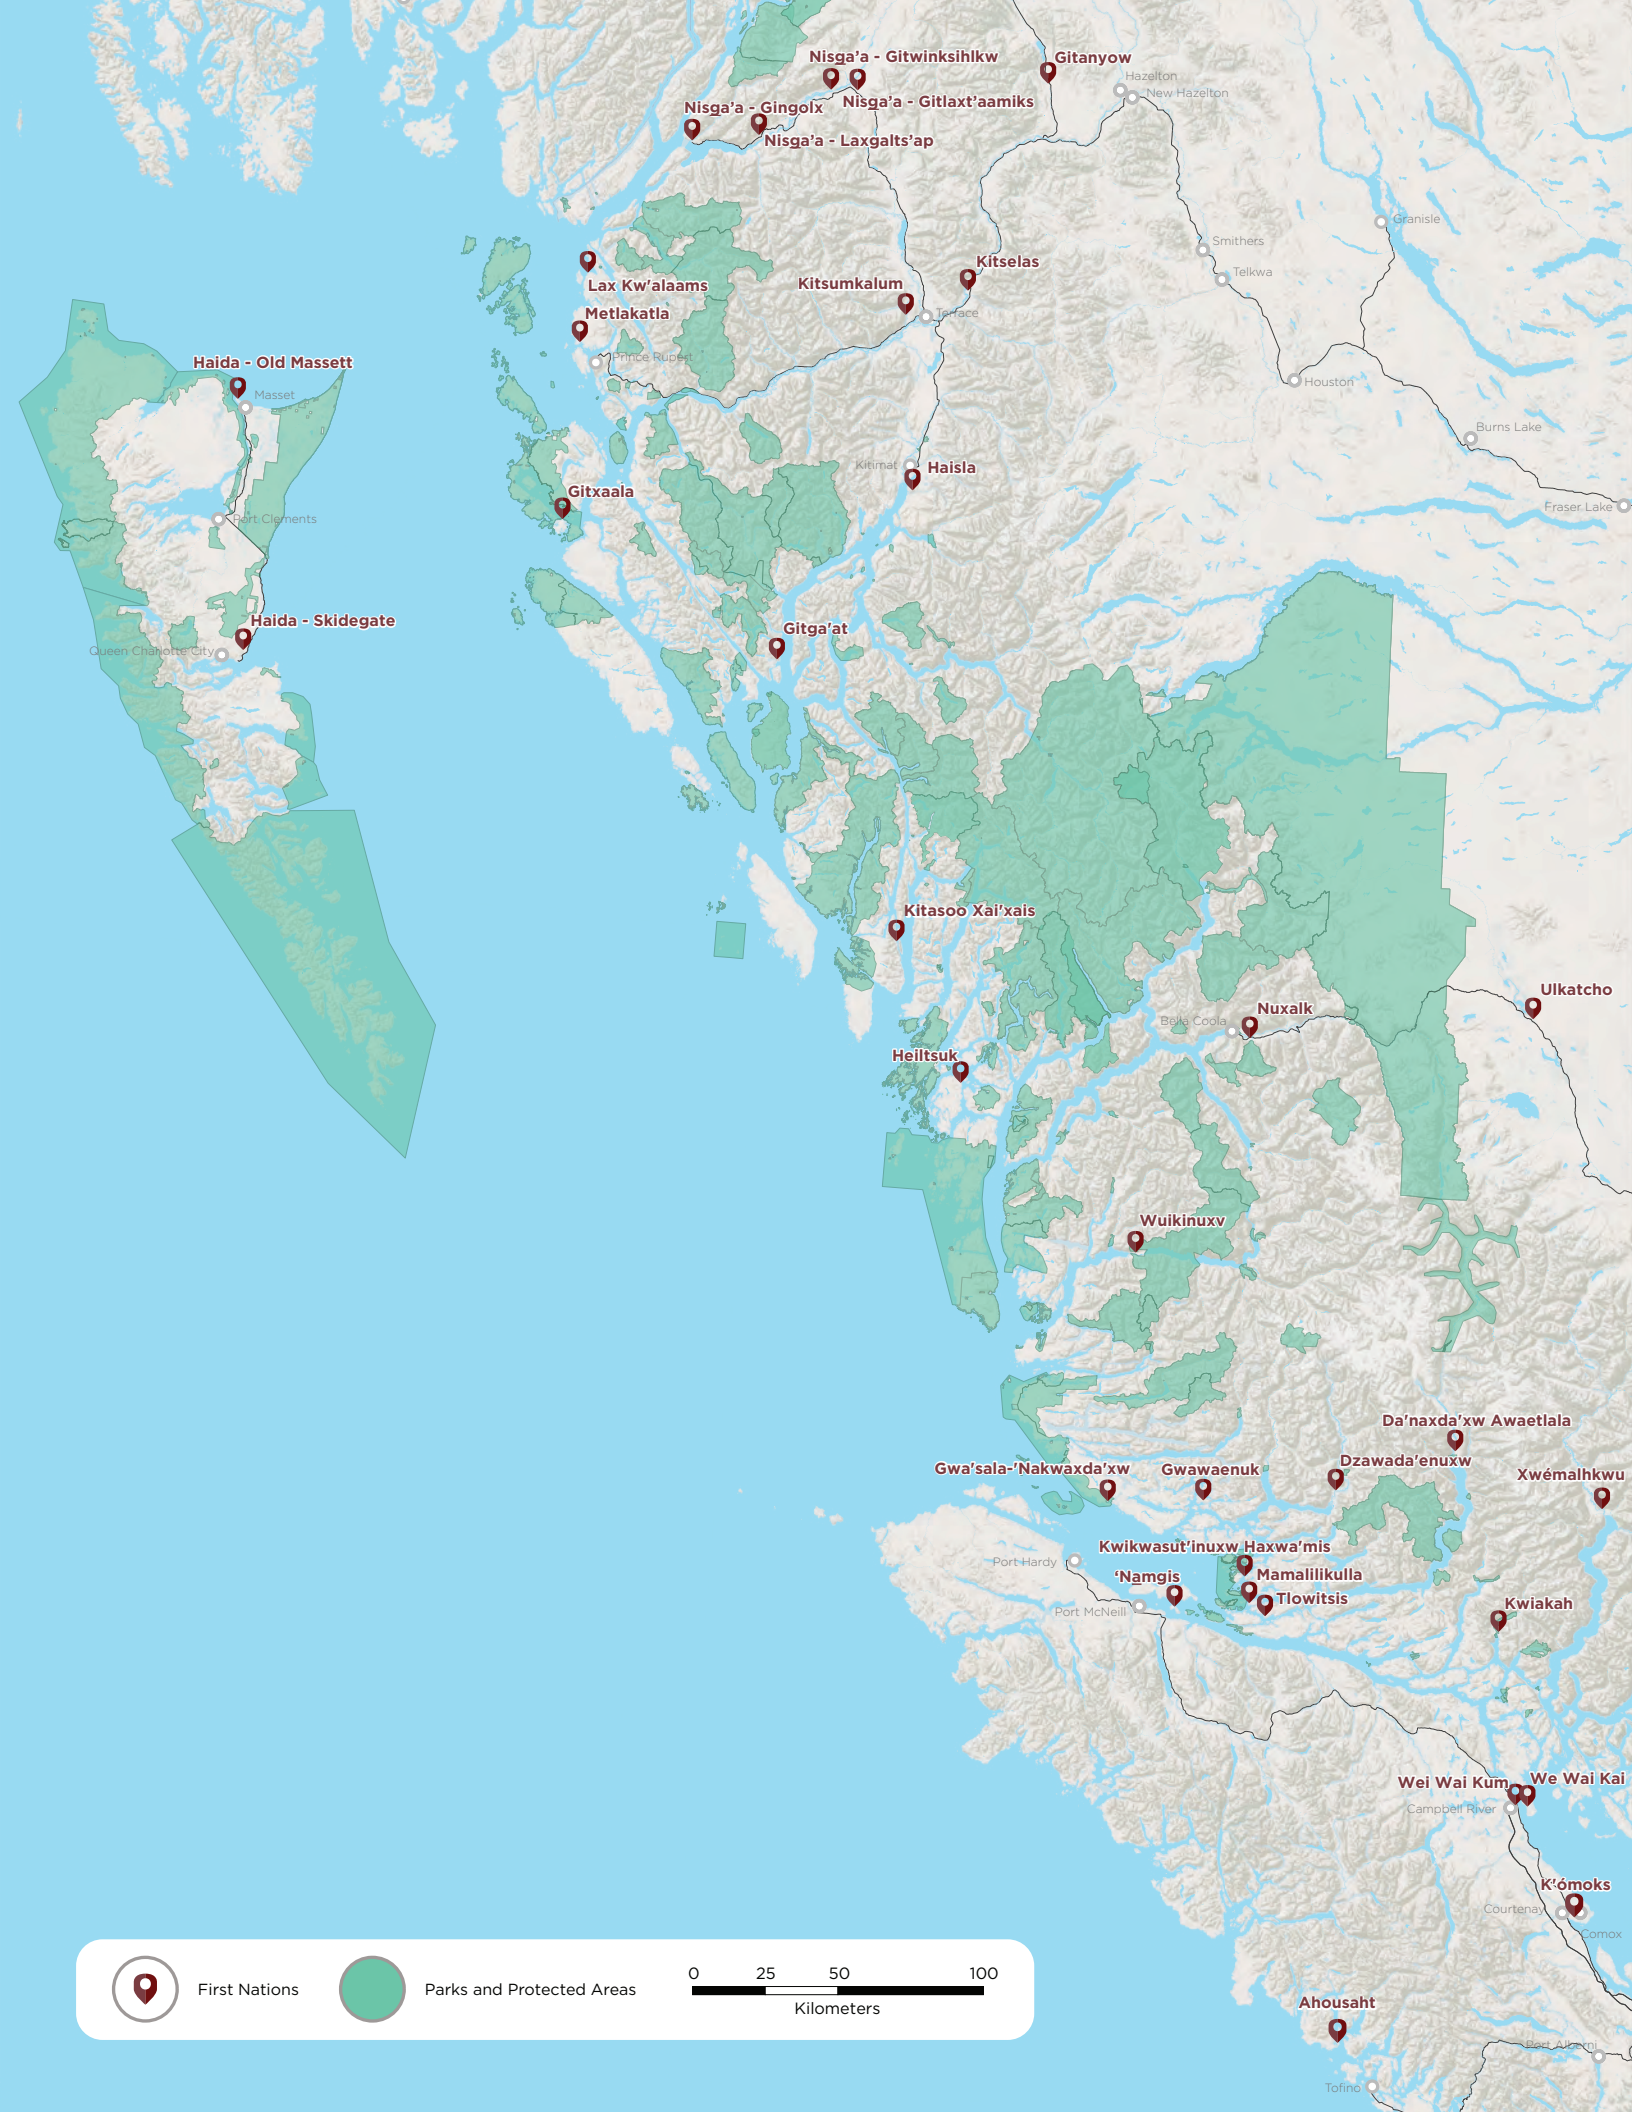 Nisga’a - Gitwinksihlkw
Gitanyow
Hazelton
New Hazelton
Nisga’a - Gingolx
Nisga’a - Gitlaxt’aamiks
Nisga’a - Laxgalts’ap
Granisle
Smithers
Telkwa
Kitselas
Kitsumkalum
Lax Kw'alaams
Metlakatla
Terrace
Prince Rupert
Haida - Old Massett
Masset
Houston
Burns Lake
Kitimat
Haisla
Gitxaala
Fraser Lake
Port Clements
Haida - Skidegate
Gitga'at
Queen Charlotte City
Kitasoo Xai'xais
Ulkatcho
Nuxalk
Bella Coola
Heiltsuk
Wuikinuxv
Da'naxda'xw Awaetlala
Dzawada'enuxw
Gwa'sala-'Nakwaxda'xw
Gwawaenuk
Xwémalhkwu
Kwikwasut'inuxw Haxwa'mis
Port Hardy
‘Namgis
Mamalilikulla
Tlowitsis
Kwiakah
Port McNeill
Wei Wai Kum
We Wai Kai
Campbell River
K'ómoks
Courtenay
Comox
First Nations
Parks and Protected Areas
0 25 50 100
Kilometers
Ahousaht
Port Alberni
Tofino